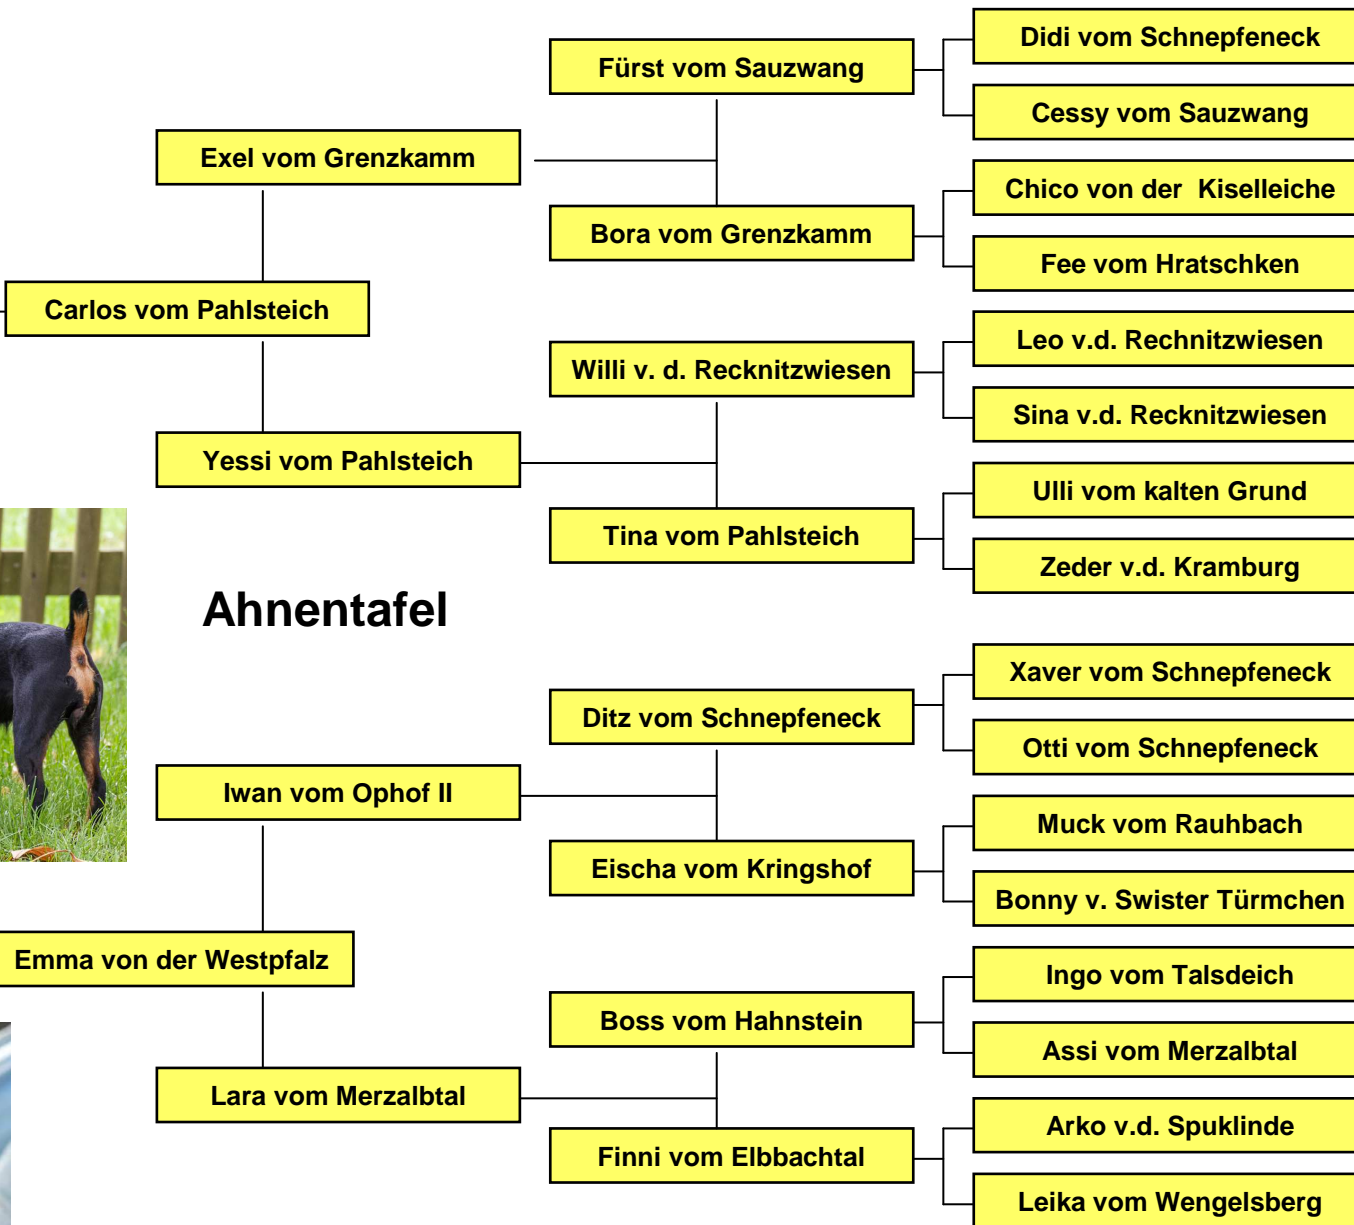 Didi vom Schnepfeneck
Fürst vom Sauzwang
Cessy vom Sauzwang
Exel vom Grenzkamm
Chico von der  Kiselleiche
Bora vom Grenzkamm
Fee vom Hratschken
Carlos vom Pahlsteich
Leo v.d. Rechnitzwiesen
Willi v. d. Recknitzwiesen
Sina v.d. Recknitzwiesen
Yessi vom Pahlsteich
Ulli vom kalten Grund
Tina vom Pahlsteich
Zeder v.d. Kramburg
Ahnentafel
Xaver vom Schnepfeneck
Ditz vom Schnepfeneck
Otti vom Schnepfeneck
Iwan vom Ophof II
Muck vom Rauhbach
Eischa vom Kringshof
Bonny v. Swister Türmchen
Emma von der Westpfalz
Ingo vom Talsdeich
Boss vom Hahnstein
Assi vom Merzalbtal
Lara vom Merzalbtal
Arko v.d. Spuklinde
Finni vom Elbbachtal
Leika vom Wengelsberg